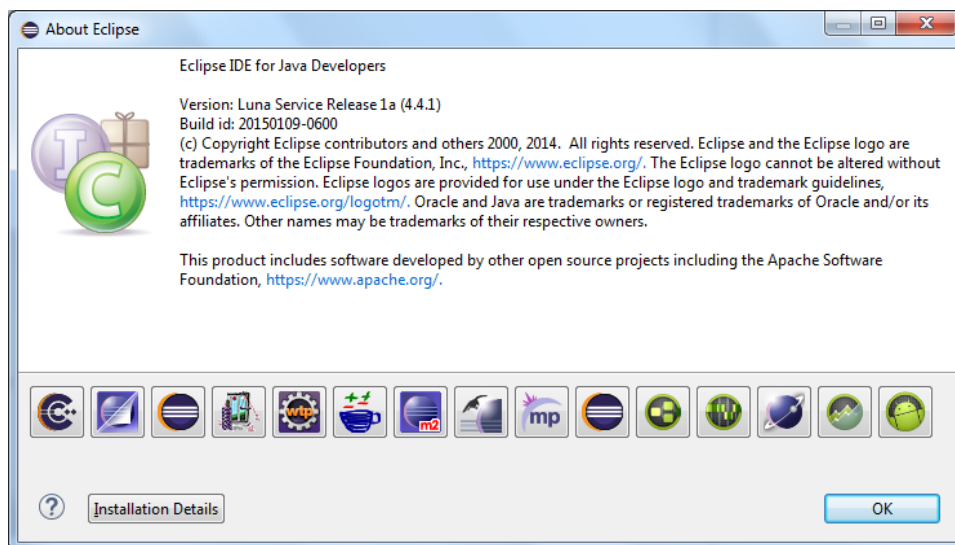 About Eclipse
Eclipse IDE for Java Developers
Version: Luna Service Release 1a (4.4.1)
Build id: 20150109-0600
(c) Copyright Eclipse contributors and others 2000, 2014.  All rights reserved. Eclipse and the Eclipse logo are
trademarks of the Eclipse Foundation, Inc., https://www.eclipse.org/. The Eclipse logo cannot be altered without
Eclipse's permission. Eclipse logos are provided for use under the Eclipse logo and trademark guidelines,
https://www.eclipse.org/logotm/. Oracle and Java are trademarks or registered trademarks of Oracle and/or its
affiliates. Other names may be trademarks of their respective owners.
This product includes software developed by other open source projects including the Apache Software
Foundation, https://www.apache.org/.
I
C
wtp
m2
mp
?
Installation Details
OK